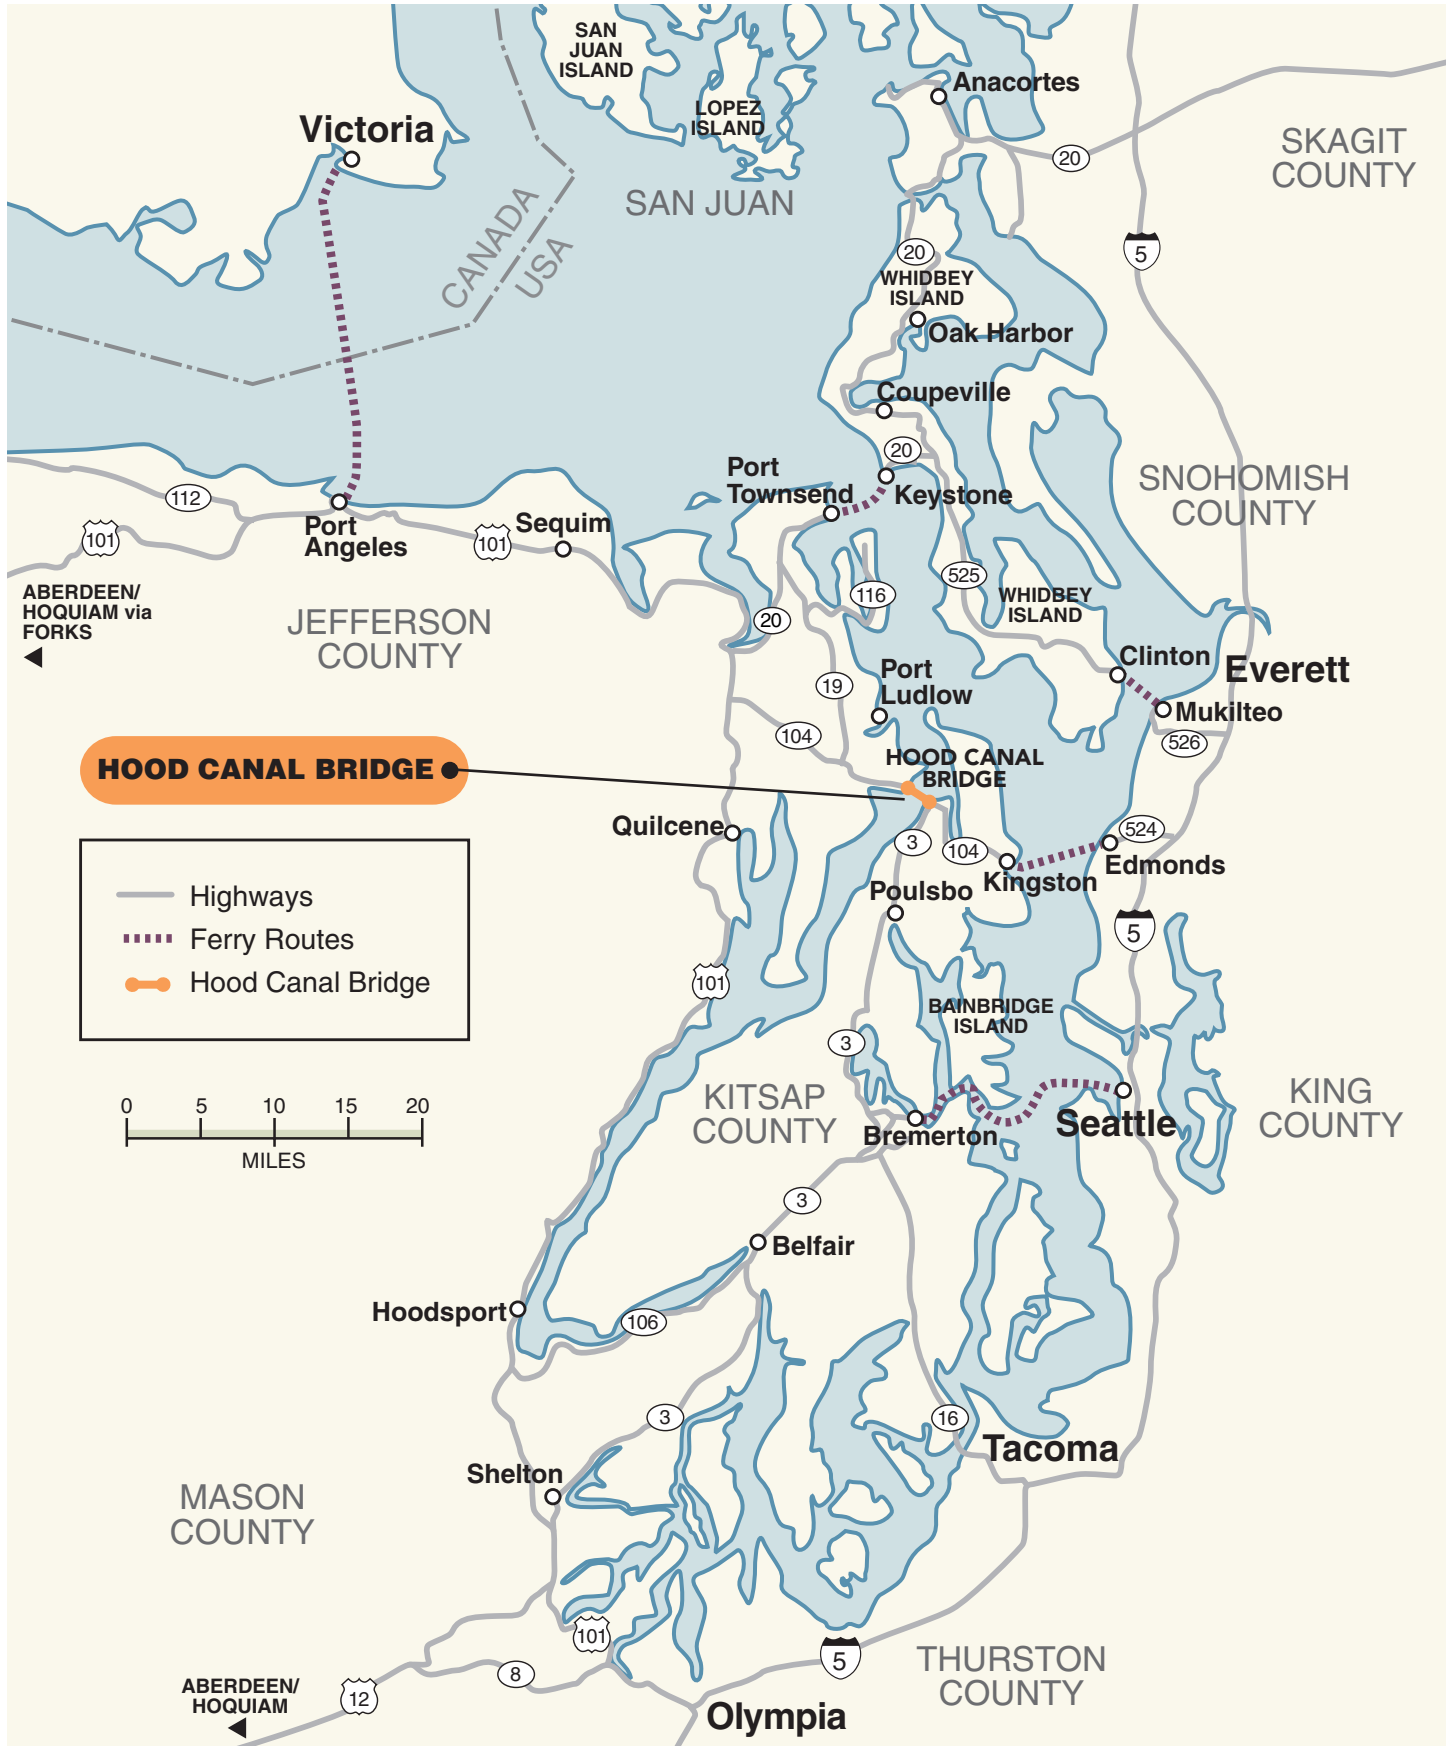 SAN
JUAN
ISLAND
Anacortes
LOPEZ
ISLAND
Victoria
SKAGIT
COUNTY
20
SAN JUAN
CANADA
USA
20
5
WHIDBEY
ISLAND
Oak Harbor
Coupeville
20
Port
Townsend
Keystone
SNOHOMISH
COUNTY
112
101
Port
Angeles
101
Sequim
525
116
WHIDBEY
ISLAND
ABERDEEN/
HOQUIAM via
FORKS
JEFFERSON
COUNTY
20
Clinton
Everett
Port
Ludlow
19
Mukilteo
104
526
HOOD CANAL BRIDGE
HOOD CANAL
BRIDGE
Quilcene
3
104
524
Edmonds
Kingston
Poulsbo
Highways
Ferry Routes
Hood Canal Bridge
5
101
BAINBRIDGE
ISLAND
3
0 5 10 15 20
MILES
KITSAP
COUNTY
KING
COUNTY
Bremerton
Seattle
3
Belfair
Hoodsport
106
3
16
Tacoma
Shelton
MASON
COUNTY
101
5
THURSTON
COUNTY
8
ABERDEEN/
HOQUIAM
12
Olympia